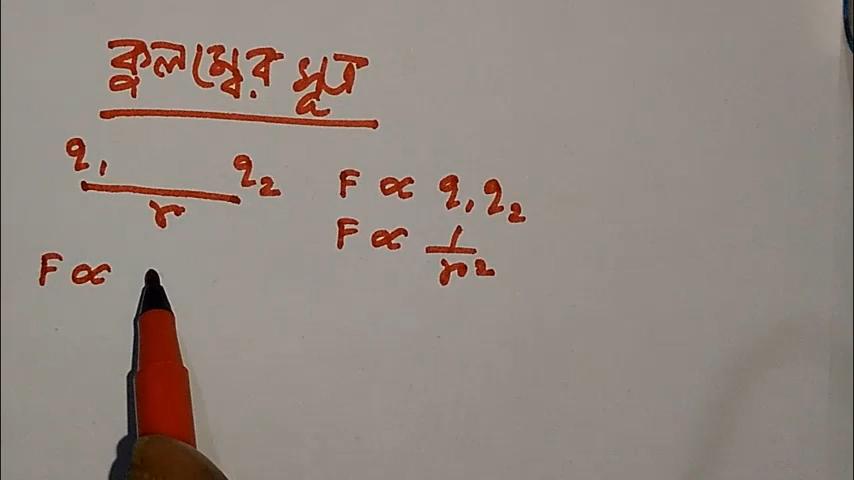 কুলম্বের সূত্র
q₁ q₂
r
F ∝ q₁q₂
F ∝ 1/r²
F ∝